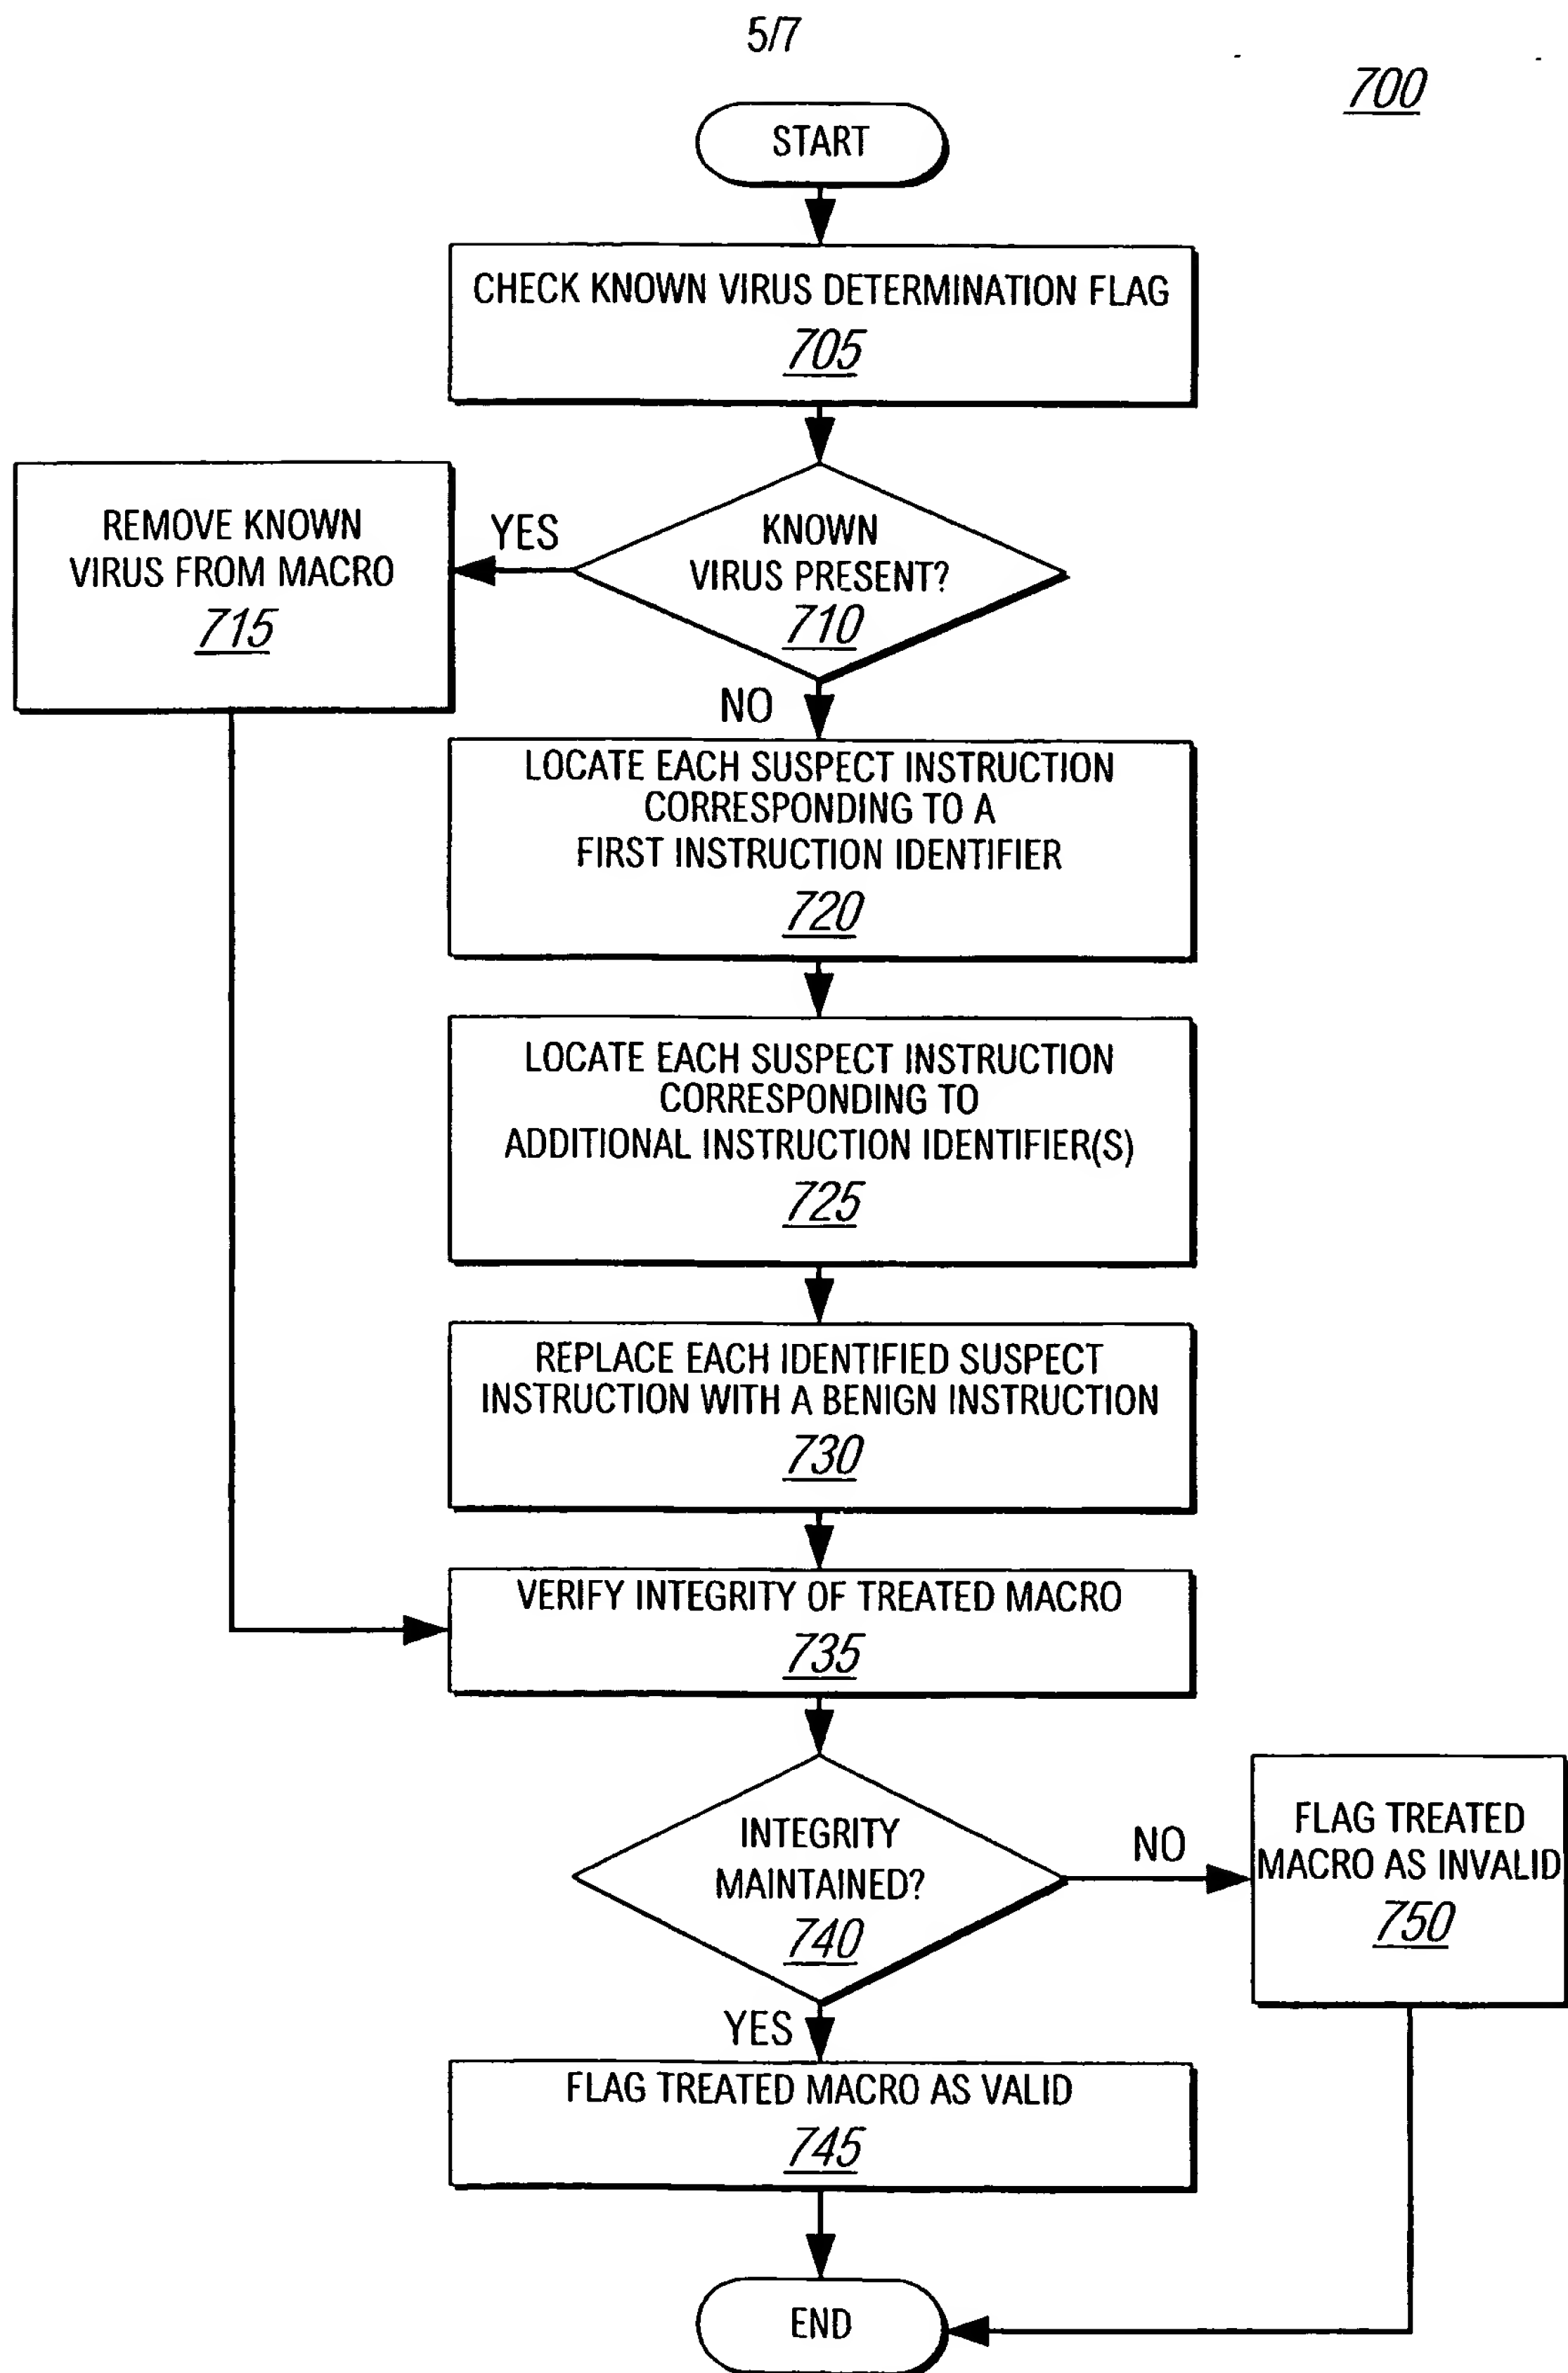 5/7
700
START
CHECK KNOWN VIRUS DETERMINATION FLAG
705
REMOVE KNOWN
VIRUS FROM MACRO
715
YES
KNOWN
VIRUS PRESENT?
710
NO
LOCATE EACH SUSPECT INSTRUCTION
CORRESPONDING TO A
FIRST INSTRUCTION IDENTIFIER
720
LOCATE EACH SUSPECT INSTRUCTION
CORRESPONDING TO
ADDITIONAL INSTRUCTION IDENTIFIER(S)
725
REPLACE EACH IDENTIFIED SUSPECT
INSTRUCTION WITH A BENIGN INSTRUCTION
730
VERIFY INTEGRITY OF TREATED MACRO
735
INTEGRITY
MAINTAINED?
740
NO
FLAG TREATED
MACRO AS INVALID
750
YES
FLAG TREATED MACRO AS VALID
745
END